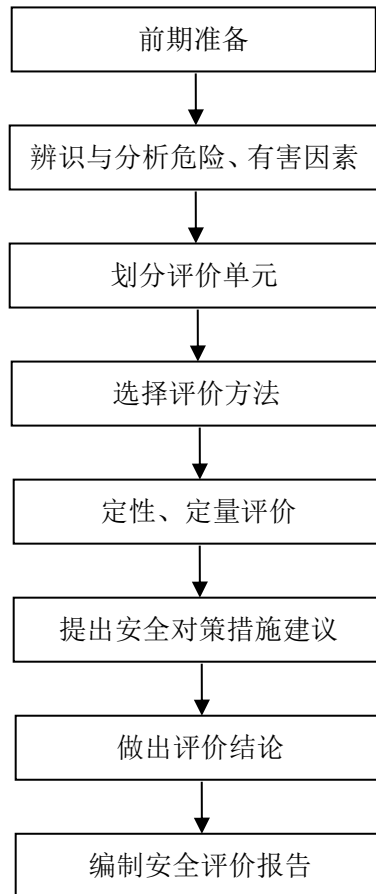 前期准备
辨识与分析危险、有害因素
划分评价单元
选择评价方法
定性、定量评价
提出安全对策措施建议
做出评价结论
编制安全评价报告